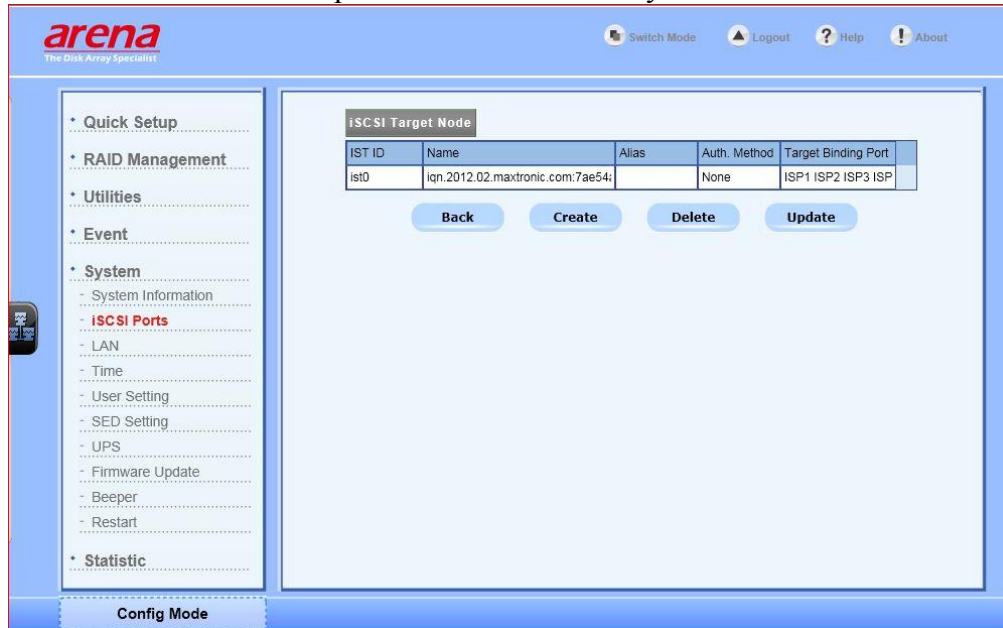 arena
The Disk Array Specialist
Switch Mode
Logout
? Help
! About
Quick Setup
RAID Management
Utilities
Event
System
- System Information
- iSCSI Ports
- LAN
- Time
- User Setting
- SED Setting
- UPS
- Firmware Update
- Beeper
- Restart
Statistic
Config Mode
iSCSI Target Node
IST ID Name Alias Auth. Method Target Binding Port
ist0 iqn.2012.02.maxtronic.com:7ae54 None ISP1 ISP2 ISP3 ISP
Back Create Delete Update